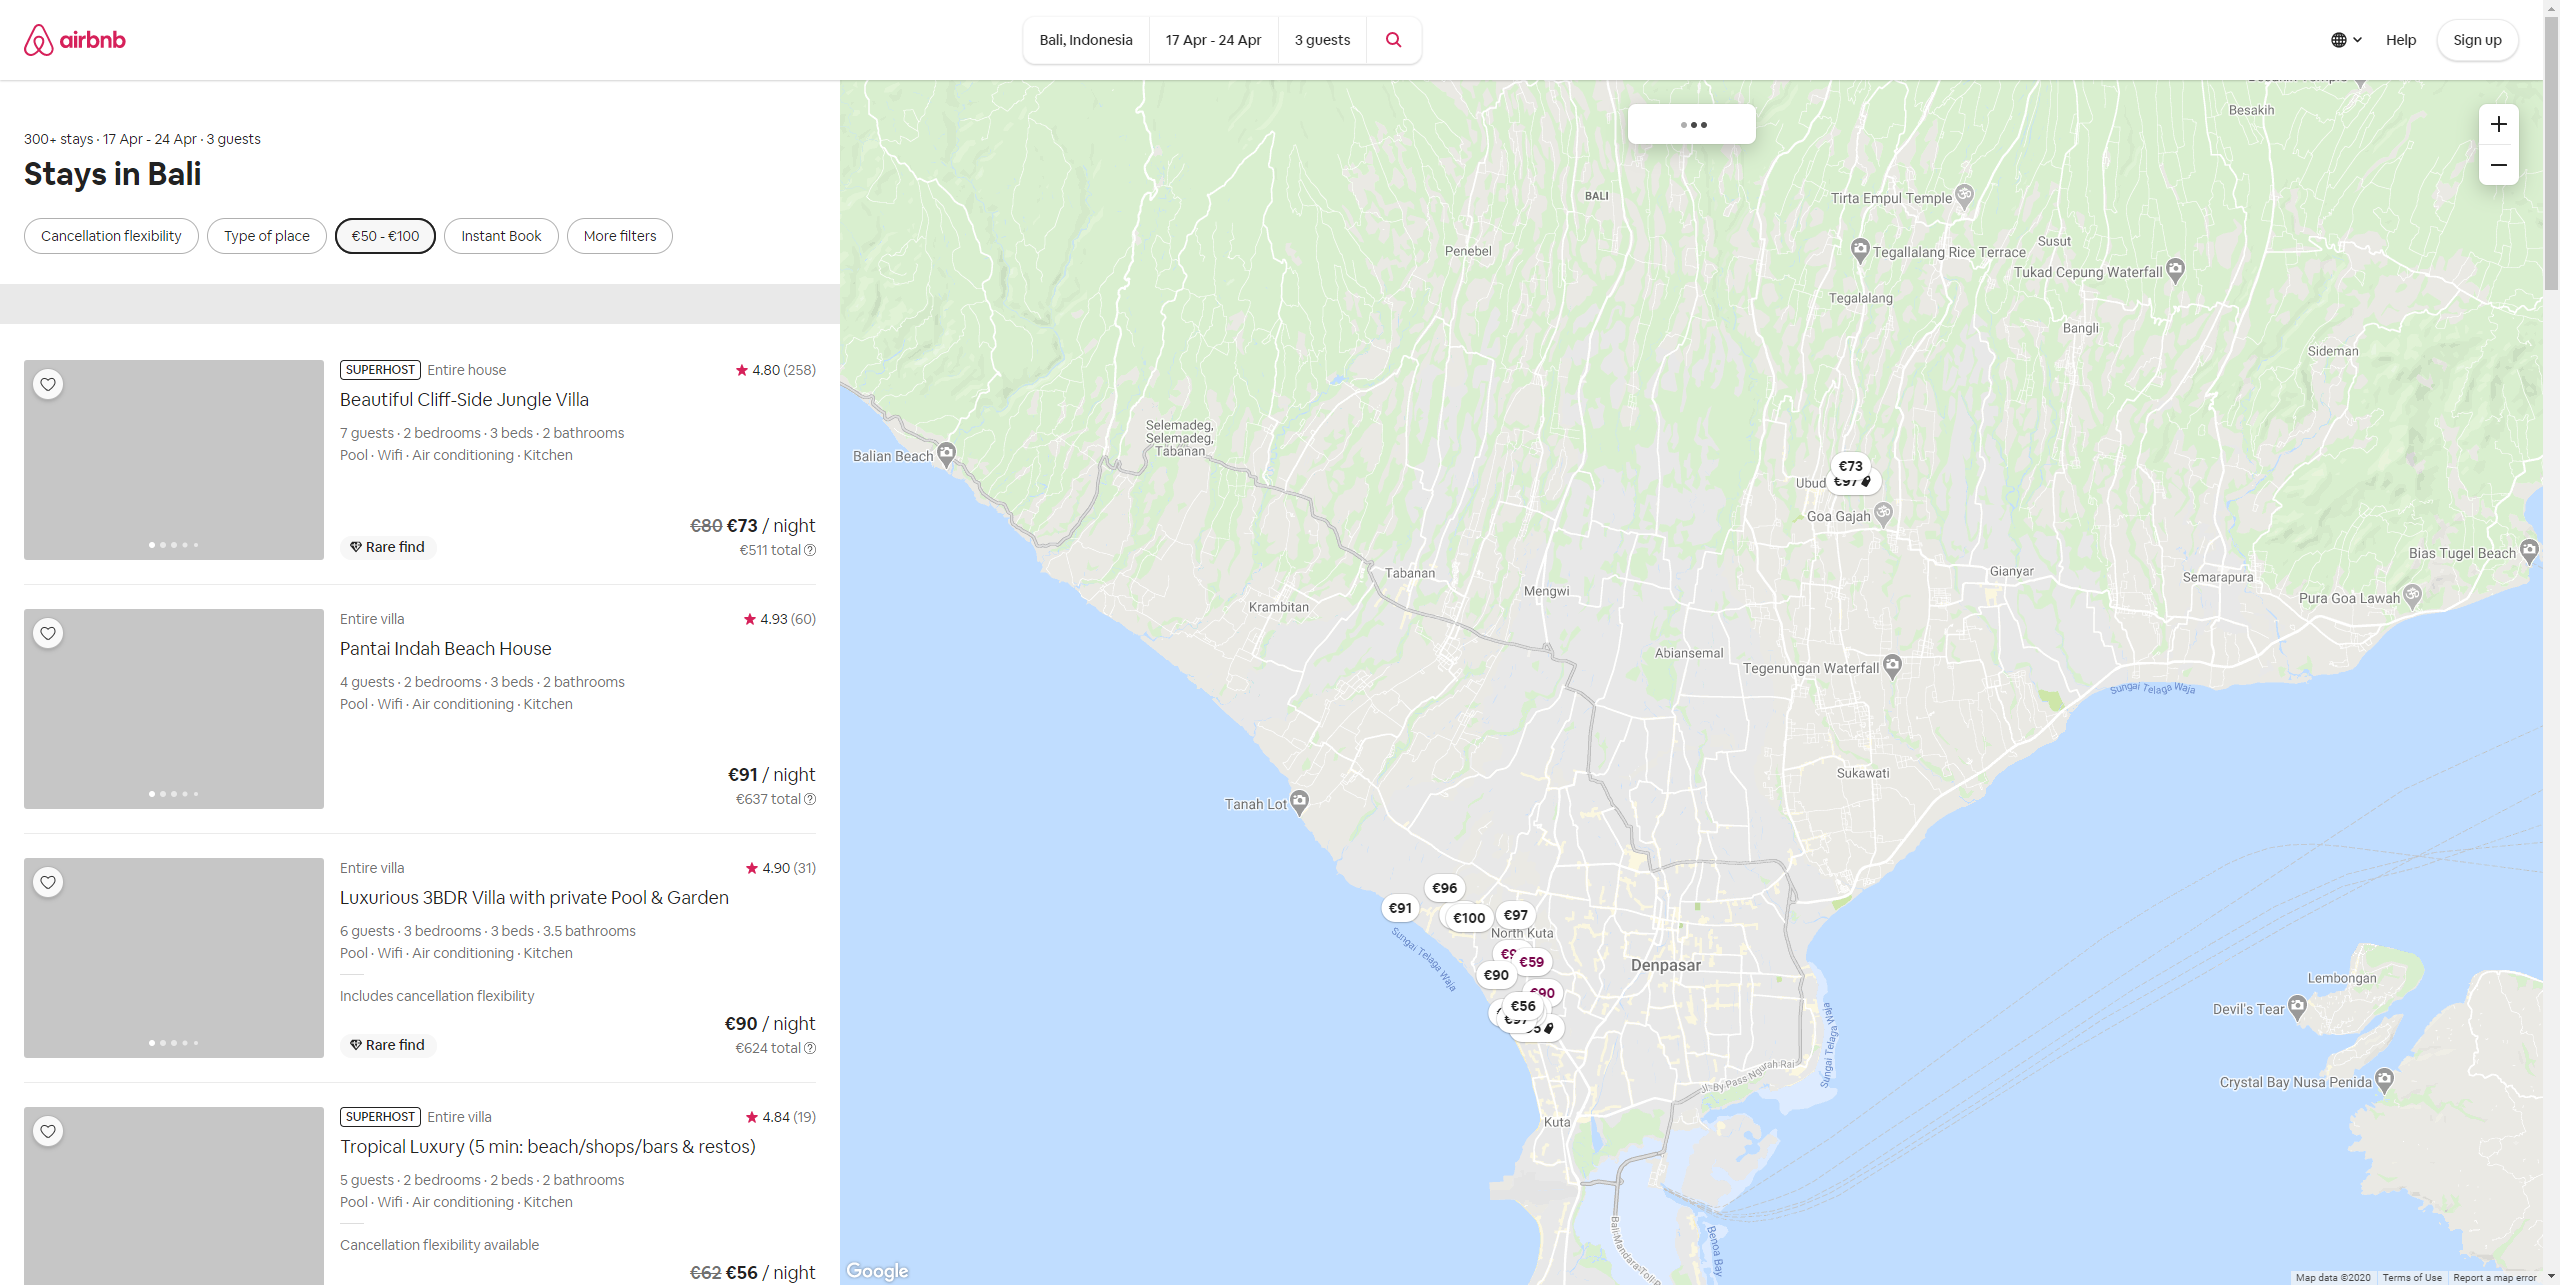 airbnb
Bali, Indonesia
17 Apr - 24 Apr
3 guests
Help
Sign up
300+ stays · 17 Apr - 24 Apr · 3 guests
Stays in Bali
Cancellation flexibility
Type of place
€50 - €100
Instant Book
More filters
SUPERHOST Entire house
4.80 (258)
Beautiful Cliff-Side Jungle Villa
7 guests · 2 bedrooms · 3 beds · 2 bathrooms
Pool · Wifi · Air conditioning · Kitchen
Rare find
€80 €73 / night
€511 total
Entire villa
4.93 (60)
Pantai Indah Beach House
4 guests · 2 bedrooms · 3 beds · 2 bathrooms
Pool · Wifi · Air conditioning · Kitchen
€91 / night
€637 total
Entire villa
4.90 (31)
Luxurious 3BDR Villa with private Pool & Garden
6 guests · 3 bedrooms · 3 beds · 3.5 bathrooms
Pool · Wifi · Air conditioning · Kitchen
Includes cancellation flexibility
Rare find
€90 / night
€624 total
SUPERHOST Entire villa
4.84 (19)
Tropical Luxury (5 min: beach/shops/bars & restos)
5 guests · 2 bedrooms · 2 beds · 2 bathrooms
Pool · Wifi · Air conditioning · Kitchen
Cancellation flexibility available
€62 €56 / night
Besakih
BALI
Tirta Empul Temple
Penebel
Tegallalang Rice Terrace
Susut
Tukad Cepung Waterfall
Tegalalang
Bangli
Sideman
Selemadeg,
Selemadeg,
Tabanan
Balian Beach
€73
€97
Ubud
Goa Gajah
Bias Tugel Beach
Tabanan
Mengwi
Gianyar
Semarapura
Krambitan
Pura Goa Lawah
Abiansemal
Tegenungan Waterfall
Sungai Telaga Waja
Sukawati
Tanah Lot
€96
€91
€100
€97
North Kuta
Sungai Telaga Waja
€59
€90
Denpasar
€90
€56
€97
Lembongan
Devil's Tear
Sungai Telaga Waja
Jl. By Pass Ngurah Rai
Crystal Bay Nusa Penida
Kuta
Bali Mandara Toll
Benoa Bay
Google
Map data ©2020
Terms of Use
Report a map error